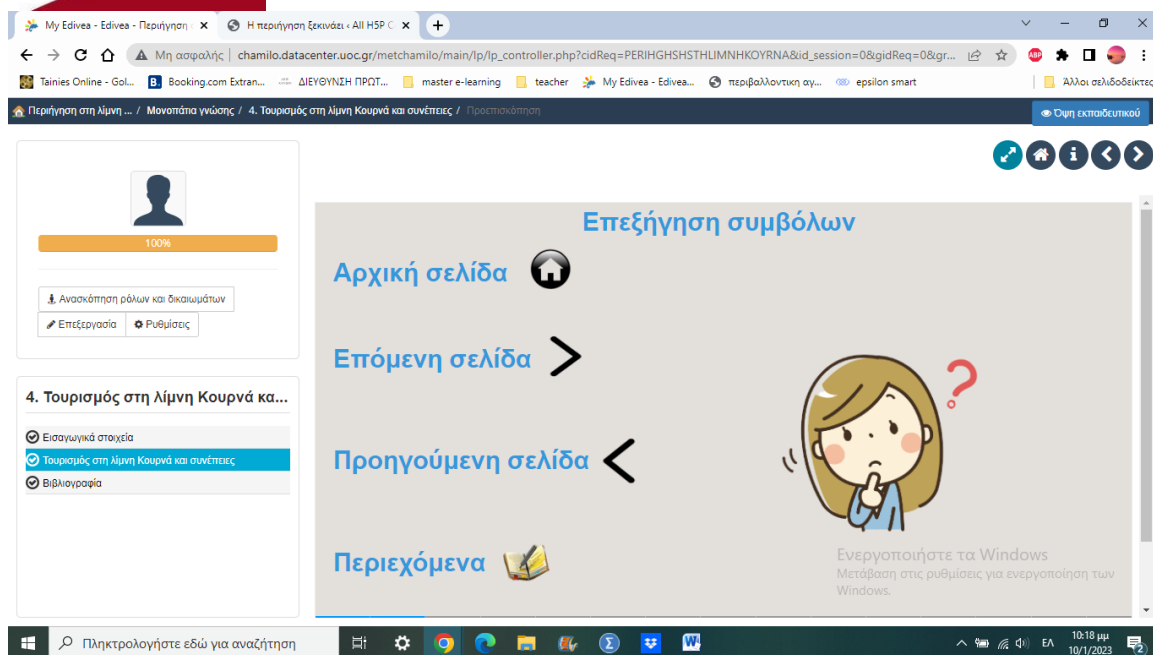 My Edivea - Edivea - Περιήγηση σ
Η περιήγηση ξεκινάει ‹ All H5P C
Μη ασφαλής | chamilo.datacenter.uoc.gr/metchamilo/main/lp/lp_controller.php?cidReq=PERIHGHSHSTHLIMNHKOYRNA&id_session=0&gidReq=0&gr...
Tainies Online - Gol...
Booking.com Extran...
ΔΙΕΥΘΥΝΣΗ ΠΡΩΤ...
master e-learning
teacher
My Edivea - Edivea...
περιβαλλοντικη αγ...
epsilon smart
Άλλοι σελιδοδείκτες
Περιήγηση στη λίμνη ... / Μονοπάτια γνώσης / 4. Τουρισμός στη λίμνη Κουρνά και συνέπειες / Προεπισκόπηση
Όψη εκπαιδευτικού
100%
Ανασκόπηση ρόλων και δικαιωμάτων
Επεξεργασία
Ρυθμίσεις
4. Τουρισμός στη λίμνη Κουρνά κα...
Εισαγωγικά στοιχεία
Τουρισμός στη λίμνη Κουρνά και συνέπειες
Βιβλιογραφία
Επεξήγηση συμβόλων
Αρχική σελίδα
Επόμενη σελίδα
Προηγούμενη σελίδα
Περιεχόμενα
Ενεργοποιήστε τα Windows
Μετάβαση στις ρυθμίσεις για ενεργοποίηση των
Windows.
Πληκτρολογήστε εδώ για αναζήτηση
ΕΛ
10:18 μμ
10/1/2023